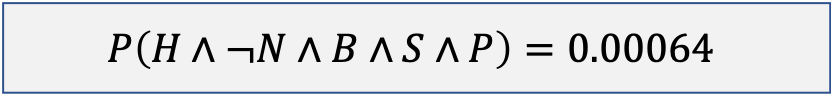 P(H ∧ ¬N ∧ B ∧ S ∧ P) = 0.00064